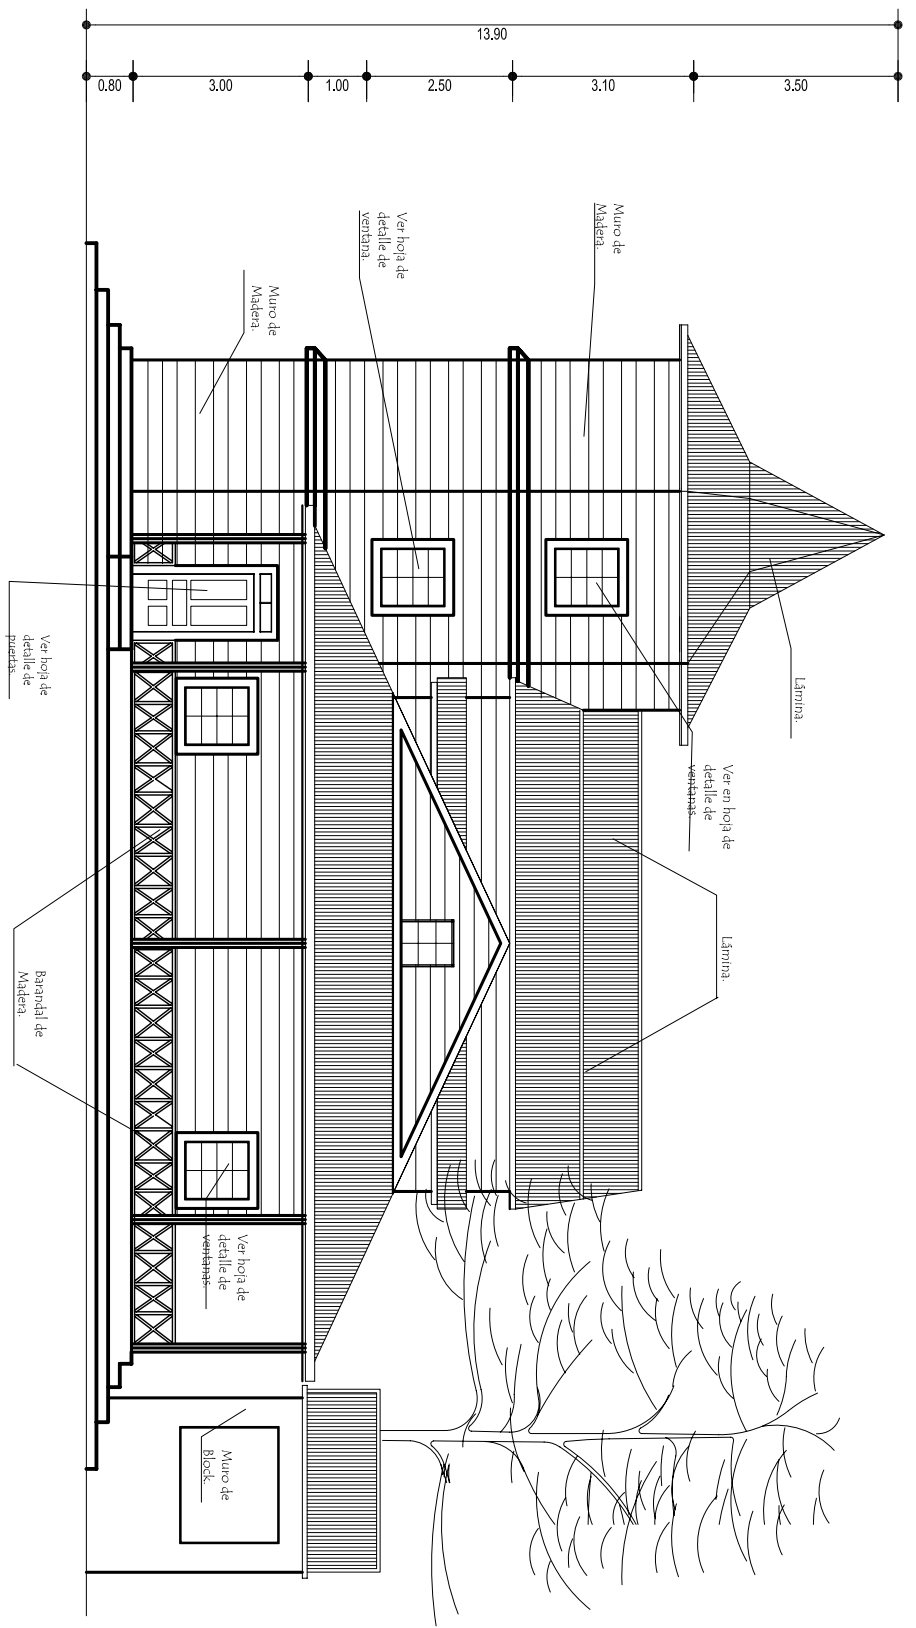 13.90
0.80
3.00
1.00
2.50
3.10
3.50
Muro de
Madera.
Ver hoja de
detalle de
ventana.
Muro de
Madera.
Lámina.
Ver hoja de
detalle de
puertas.
Ver en hoja de
detalle de
ventanas.
Lámina.
Barandal de
Madera.
Ver hoja de
detalle de
ventanas.
Muro de
Block.